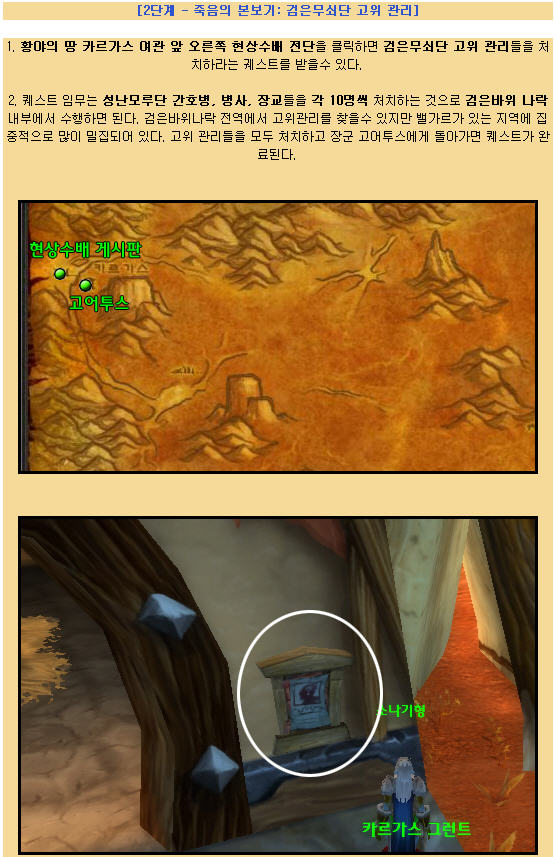 [2단계 - 죽음의 본보기: 검은무쇠단 고위 관리]
1. 황야의 땅 카르가스 여관 앞 오른쪽 현상수배 전단을 클릭하면 검은무쇠단 고위 관리들을 처
치하라는 퀘스트를 받을수 있다.
2. 퀘스트 임무는 성난모루단 간호병, 병사, 장교들을 각 10명씩 처치하는 것으로 검은바위 나락
내부에서 수행하면 된다. 검은바위나락 전역에서 고위관리를 찾을수 있지만 밸가르가 있는 지역에 집
중적으로 많이 밀집되어 있다. 고위 관리들을 모두 처치하고 장군 고어투스에게 돌아가면 퀘스트가 완
료된다.
현상수배 게시판
카르가스
고어투스
소나기형
카르가스 그런트